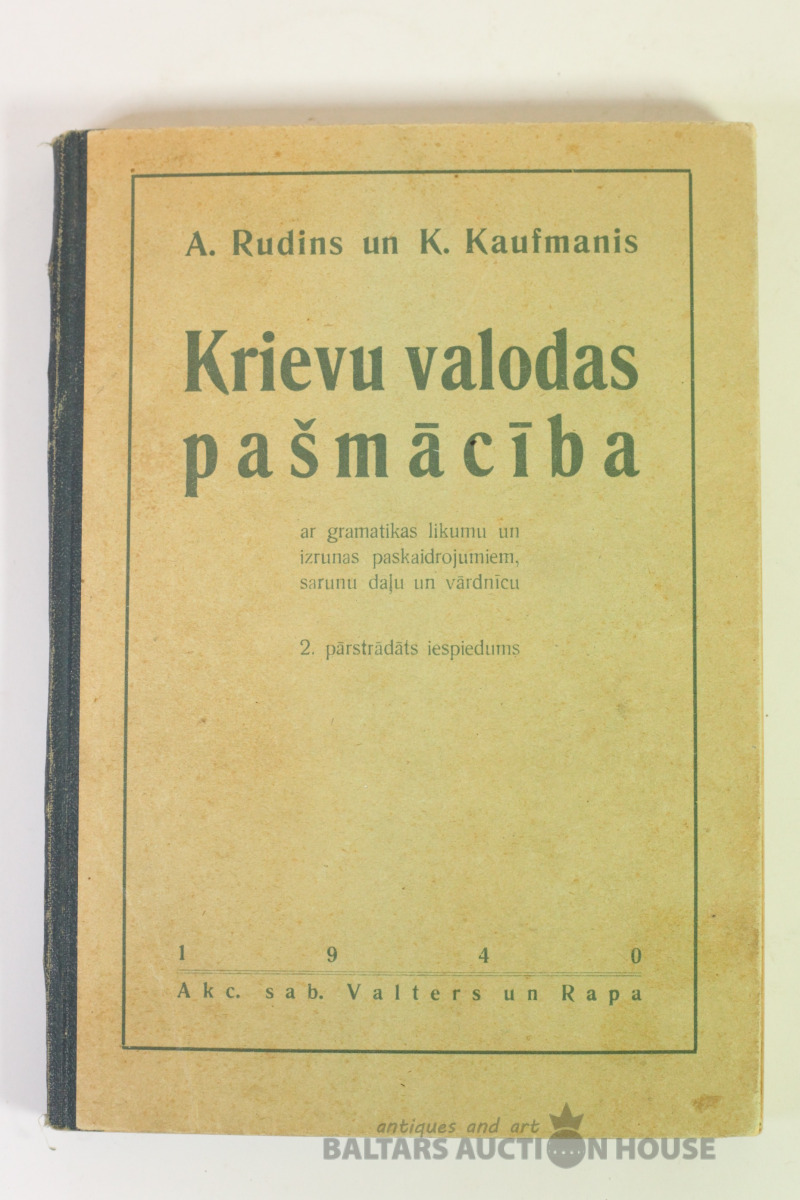 A. Rudins un K. Kaufmanis
Krievu valodas
pašmācība
ar gramatikas likumu un
izrunas paskaidrojumiem,
sarunu daļu un vārdnīcu
2. pārstrādāts iespiedums
1 9 4 0
Akc. sab. Valters un Rapa
antiques and art
BALTARS AUCTION HOUSE